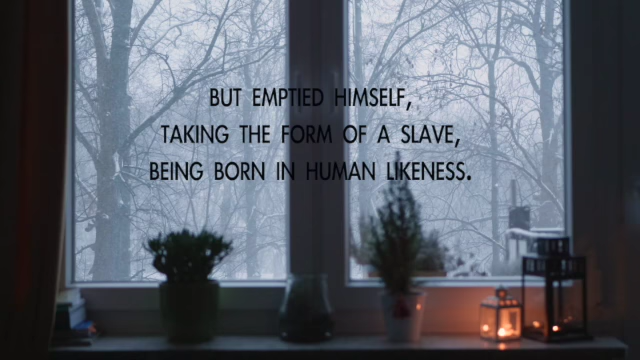 BUT EMPTIED HIMSELF,
TAKING THE FORM OF A SLAVE,
BEING BORN IN HUMAN LIKENESS.